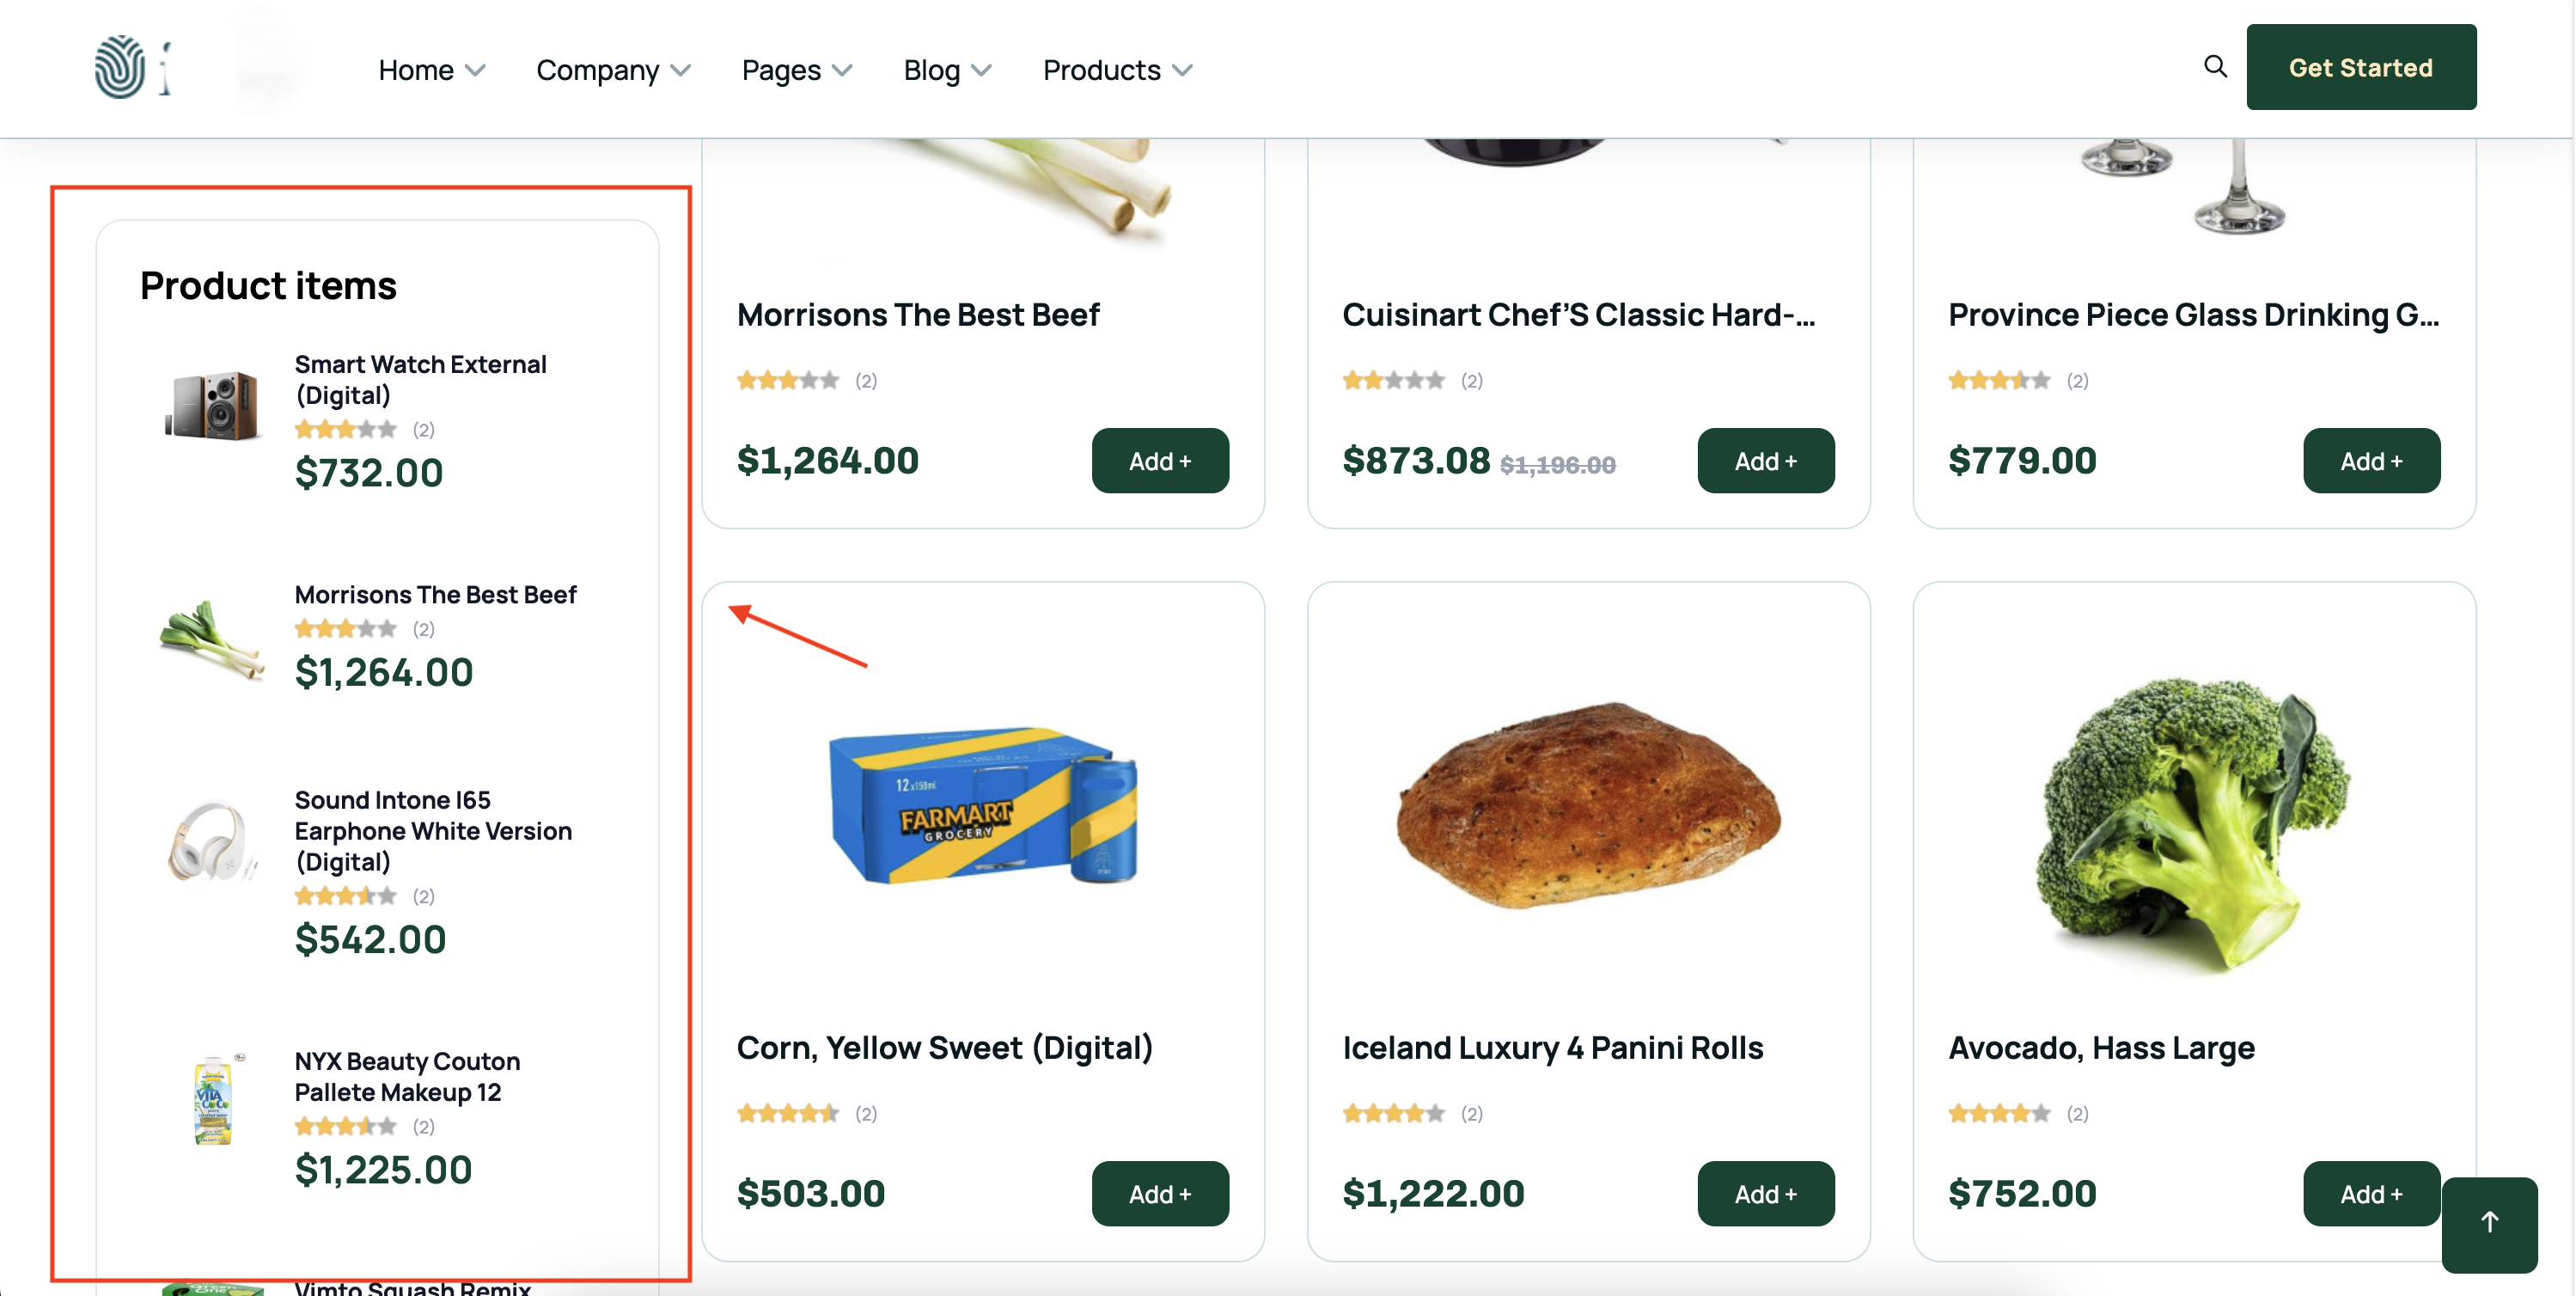 Home
Company
Pages
Blog
Products
Get Started
Product items
Smart Watch External
(Digital)
(2)
$732.00
Morrisons The Best Beef
(2)
$1,264.00
Sound Intone I65
Earphone White Version
(Digital)
(2)
$542.00
NYX Beauty Couton
Pallete Makeup 12
(2)
$1,225.00
Vimto Squash Remix
Morrisons The Best Beef
(2)
$1,264.00
Add +
Cuisinart Chef'S Classic Hard-...
(2)
$873.08 $1,196.00
Add +
Province Piece Glass Drinking G...
(2)
$779.00
Add +
12x150ml
FARMART
GROCERY
Corn, Yellow Sweet (Digital)
(2)
$503.00
Add +
Iceland Luxury 4 Panini Rolls
(2)
$1,222.00
Add +
Avocado, Hass Large
(2)
$752.00
Add +
VITA
COCO